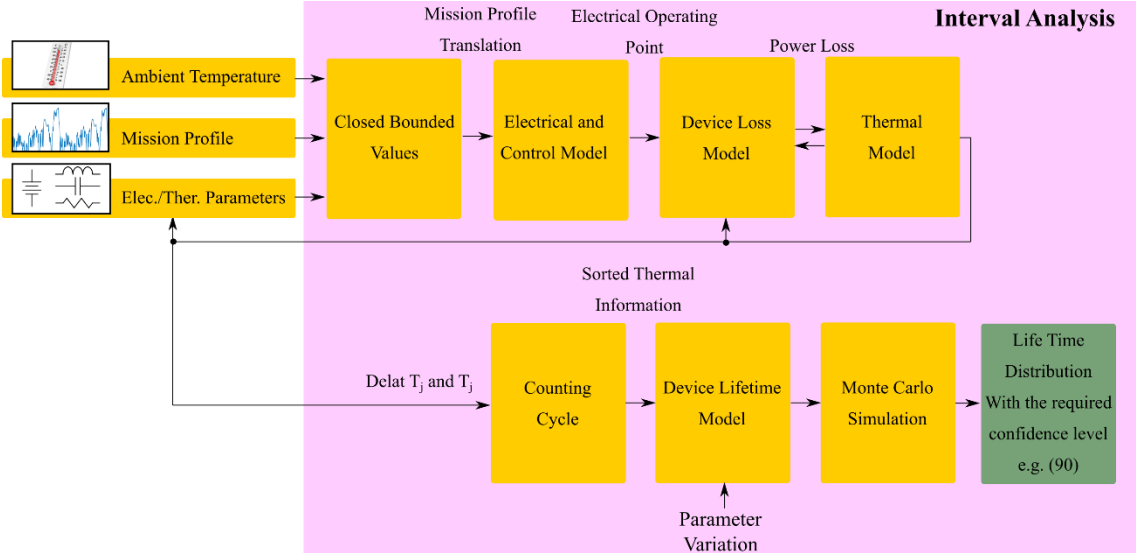 Mission Profile
Translation
Electrical Operating
Point
Power Loss
Interval Analysis
Ambient Temperature
Mission Profile
Elec./Ther. Parameters
Closed Bounded
Values
Electrical and
Control Model
Device Loss
Model
Thermal
Model
Sorted Thermal
Information
Delat Tj and Tj
Counting
Cycle
Device Lifetime
Model
Monte Carlo
Simulation
Life Time
Distribution
With the required
confidence level
e.g. (90)
Parameter
Variation